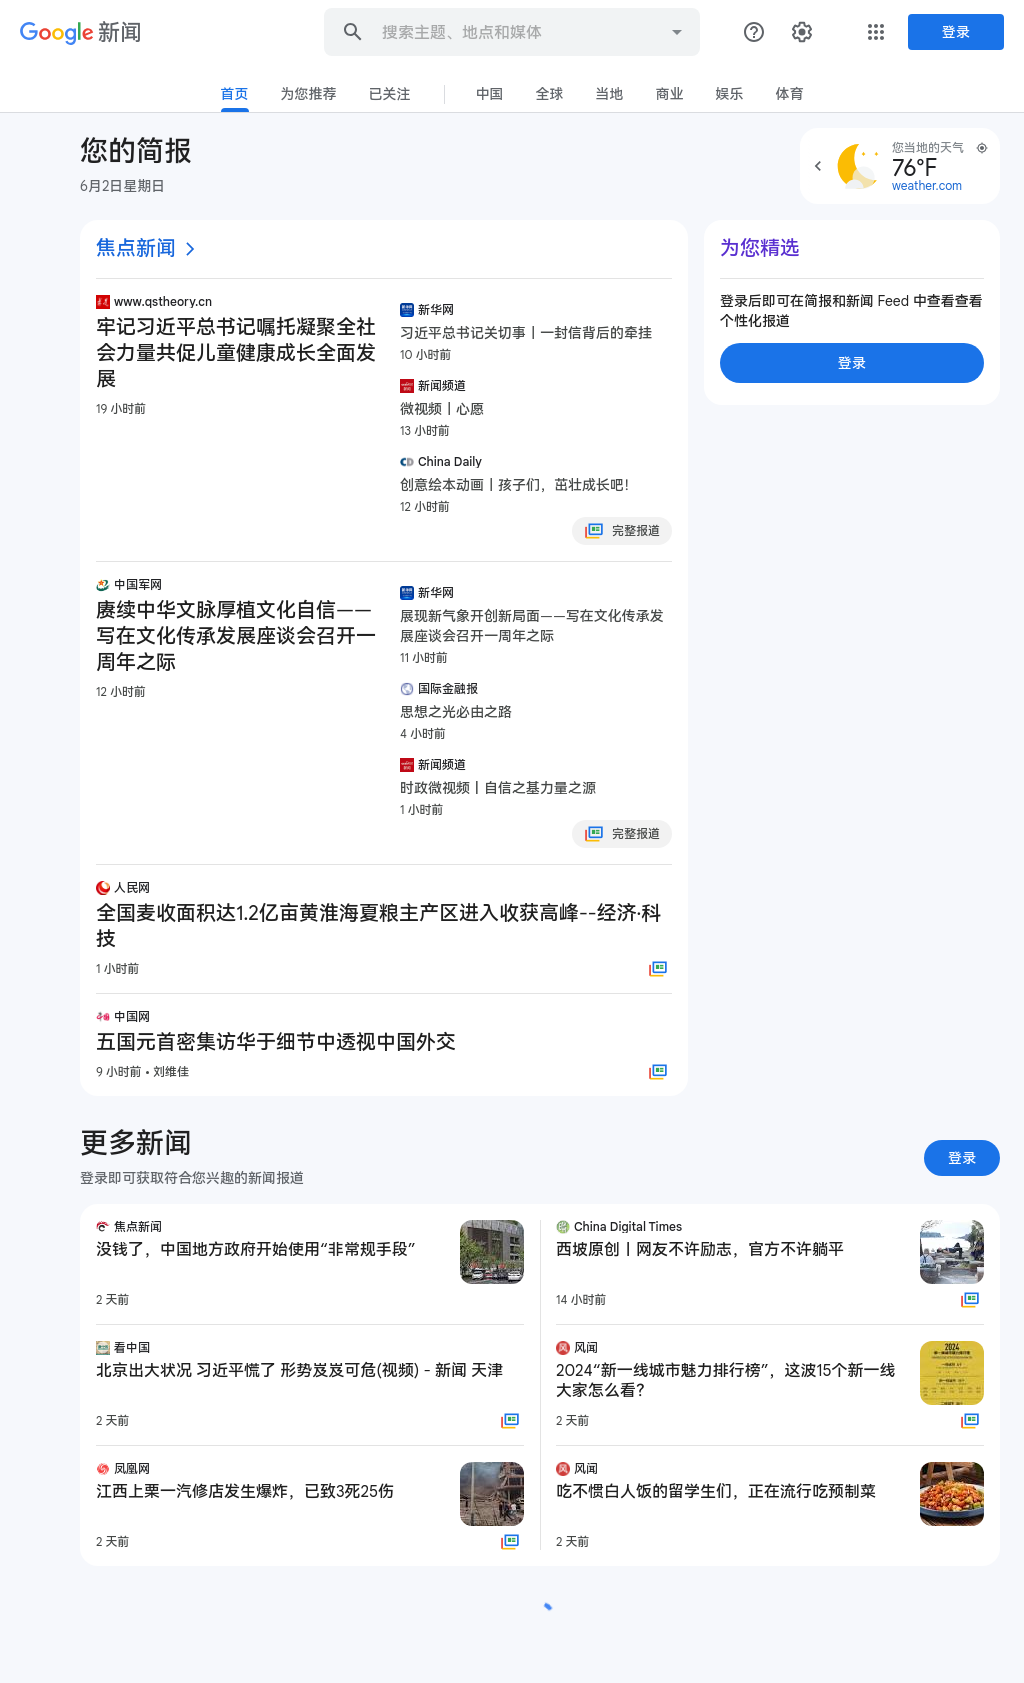 Google 新闻
搜索主题、地点和文章
登录
首页
为您推荐
已关注
中国
全球
当地
商业
娱乐
体育
您的简报
6月2日星期日
您当地的天气
76°F
weather.com
焦点新闻
www.qstheory.cn
牢记习近平总书记嘱托凝聚全社
会力量共促儿童健康成长全面发
展
19 小时前
新华网
习近平总书记关切事丨一封信背后的牵挂
10 小时前
新闻频道
微视频丨心愿
13 小时前
China Daily
创意绘本动画丨孩子们，茁壮成长吧！
12 小时前
完整报道
中国军网
赓续中华文脉厚植文化自信——
写在文化传承发展座谈会召开一
周年之际
12 小时前
新华网
展现新气象开创新局面——写在文化传承发
展座谈会召开一周年之际
11 小时前
国际金融报
思想之光必由之路
4 小时前
新闻频道
时政微视频丨自信之基力量之源
1 小时前
完整报道
人民网
全国麦收面积达1.2亿亩黄淮海夏粮主产区进入收获高峰--经济·科
技
1 小时前
中国网
五国元首密集访华于细节中透视中国外交
9 小时前 • 刘维佳
为您精选
登录后即可在简报和新闻 Feed 中查看查看
个性化报道
登录
更多新闻
登录即可获取符合您兴趣的新闻报道
登录
焦点新闻
没钱了，中国地方政府开始使用“非常规手段”
2 天前
China Digital Times
西坡原创丨网友不许励志，官方不许躺平
14 小时前
看中国
北京出大状况 习近平慌了 形势岌岌可危(视频) - 新闻 天津
2 天前
风闻
2024“新一线城市魅力排行榜”，这波15个新一线
大家怎么看？
2 天前
凤凰网
江西上栗一汽修店发生爆炸，已致3死25伤
2 天前
风闻
吃不惯白人饭的留学生们，正在流行吃预制菜
2 天前